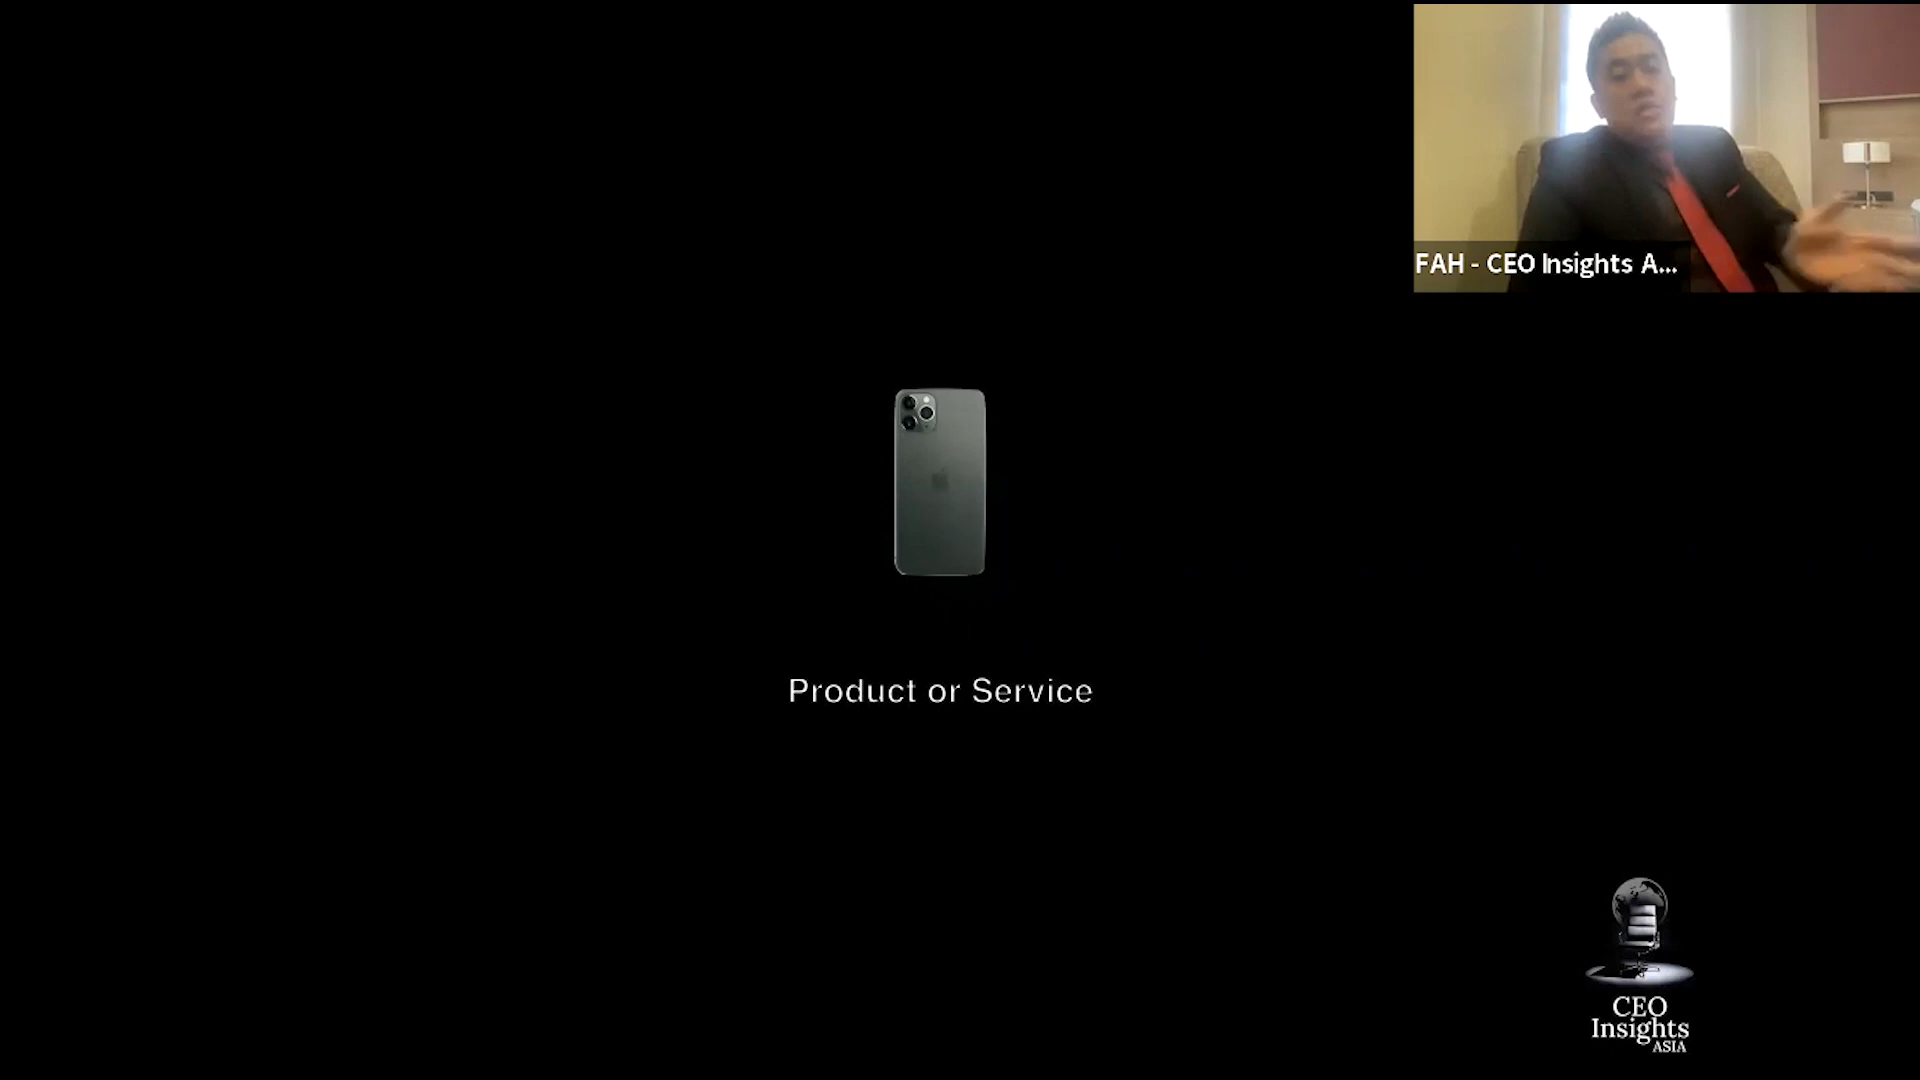 FAH - CEO Insights A...
Product or Service
CEO
Insights
ASIA